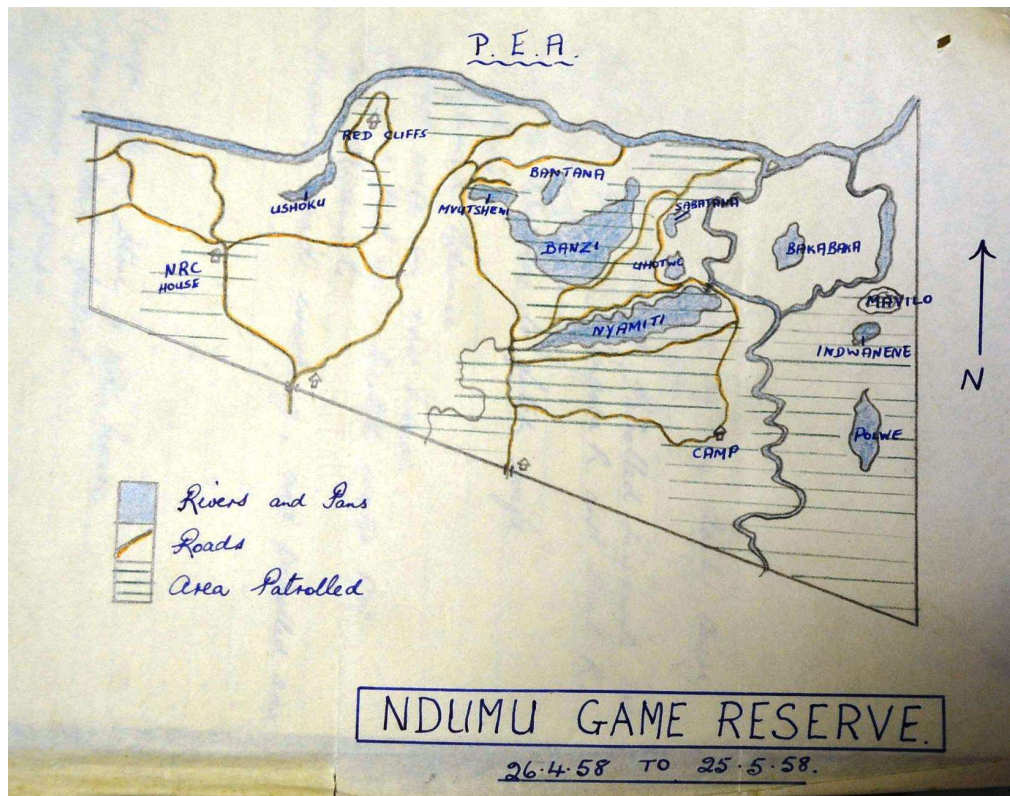 P.E.A.
RED CLIFFS
USHOKU
BANTANA
MVUTSHENI
SABATANA
BANZI
UHOTWO
BAKABAKA
NRC
HOUSE
MAVILO
NYAMITI
INDWANENE
N
POLWE
CAMP
Rivers and Pans
Roads
Area Patrolled
NDUMU GAME RESERVE.
26.4.58 TO 25.5.58.